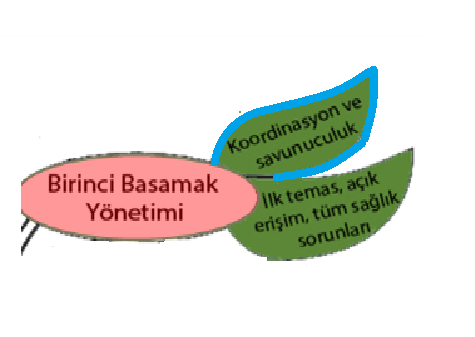 Koordinasyon ve
savunuculuk
Birinci Basamak
Yönetimi
İlk temas, açık
erişim, tüm sağlık
sorunları